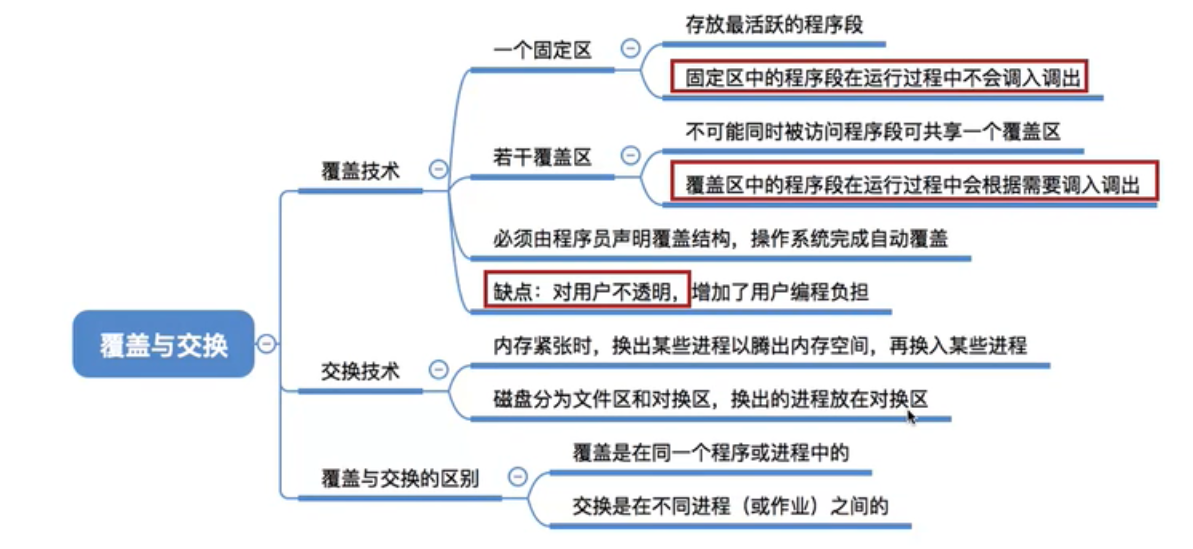 存放最活跃的程序段
一个固定区
固定区中的程序段在运行过程中不会调入调出
不可能同时被访问程序段可共享一个覆盖区
若干覆盖区
覆盖技术
覆盖区中的程序段在运行过程中会根据需要调入调出
必须由程序员声明覆盖结构，操作系统完成自动覆盖
缺点：对用户不透明，增加了用户编程负担
覆盖与交换
内存紧张时，换出某些进程以腾出内存空间，再换入某些进程
交换技术
磁盘分为文件区和对换区，换出的进程放在对换区
覆盖是在同一个程序或进程中的
覆盖与交换的区别
交换是在不同进程（或作业）之间的